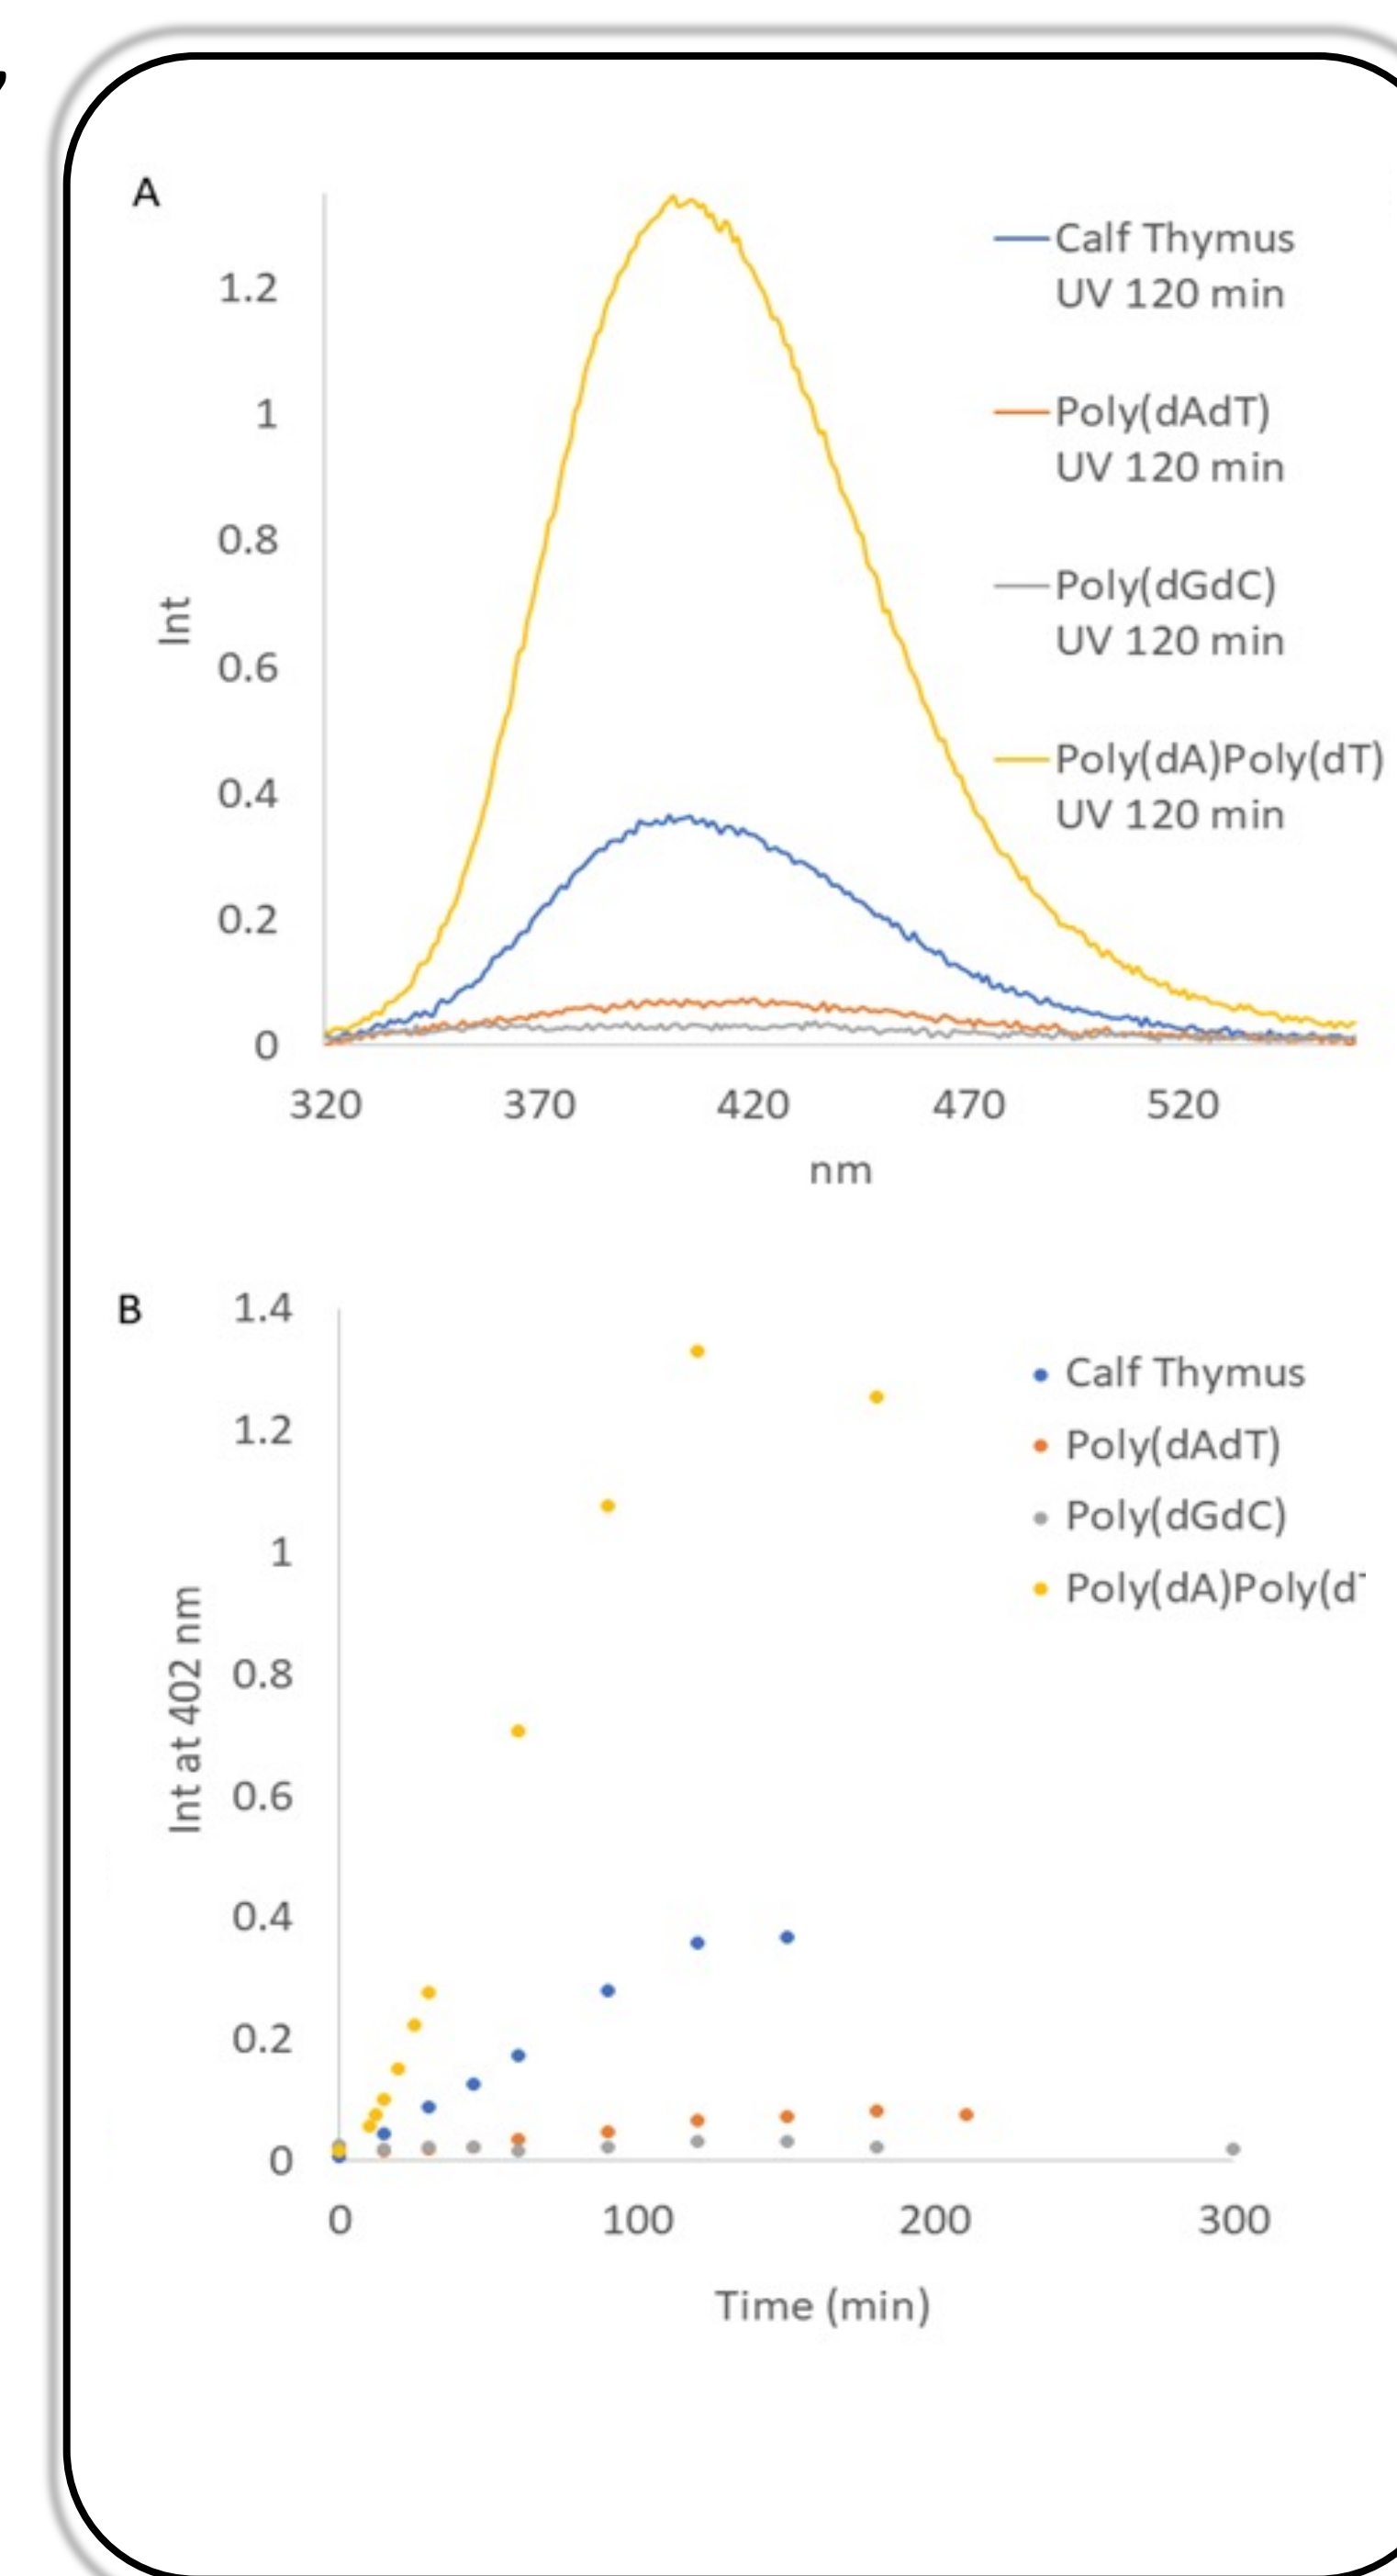 A
Int
1.2
1
0.8
0.6
0.4
0.2
0
320 370 420 470 520
nm
Calf Thymus
UV 120 min
Poly(dAdT)
UV 120 min
Poly(dGdC)
UV 120 min
Poly(dA)Poly(dT)
UV 120 min
B
Int at 402 nm
1.4
1.2
1
0.8
0.6
0.4
0.2
0
0 100 200 300
Time (min)
Calf Thymus
Poly(dAdT)
Poly(dGdC)
Poly(dA)Poly(d